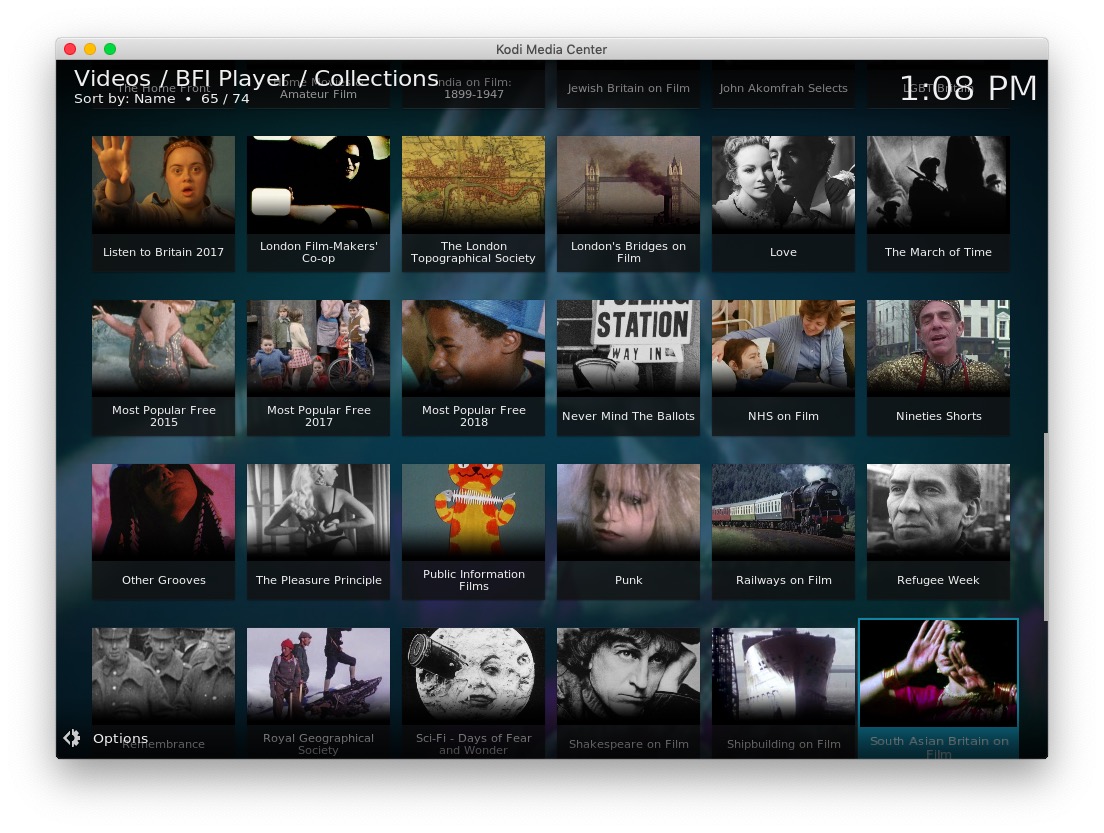 Kodi Media Center
Videos / BFI Player / Collections
Sort by: Name • 65 / 74
1:08 PM
The Home Front
Home Movies &
Amateur Film
India on Film:
1899-1947
Jewish Britain on Film
John Akomfrah Selects
LGBT Britain
Listen to Britain 2017
London Film-Makers'
Co-op
The London
Topographical Society
London's Bridges on
Film
Love
The March of Time
STATION
WAY IN
Most Popular Free
2015
Most Popular Free
2017
Most Popular Free
2018
Never Mind The Ballots
NHS on Film
Nineties Shorts
Other Grooves
The Pleasure Principle
Public Information
Films
Punk
Railways on Film
Refugee Week
Options
Remembrance
Royal Geographical
Society
Sci-Fi - Days of Fear
and Wonder
Shakespeare on Film
Shipbuilding on Film
South Asian Britain on
Film